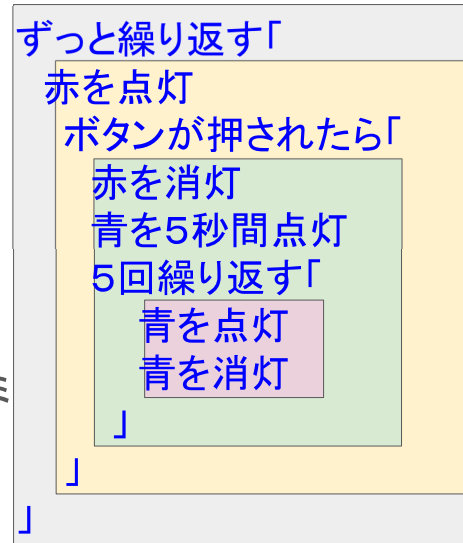 ずっと繰り返す「
赤を点灯
ボタンが押されたら「
赤を消灯
青を5秒間点灯
5回繰り返す「
青を点灯
青を消灯
」
」
」